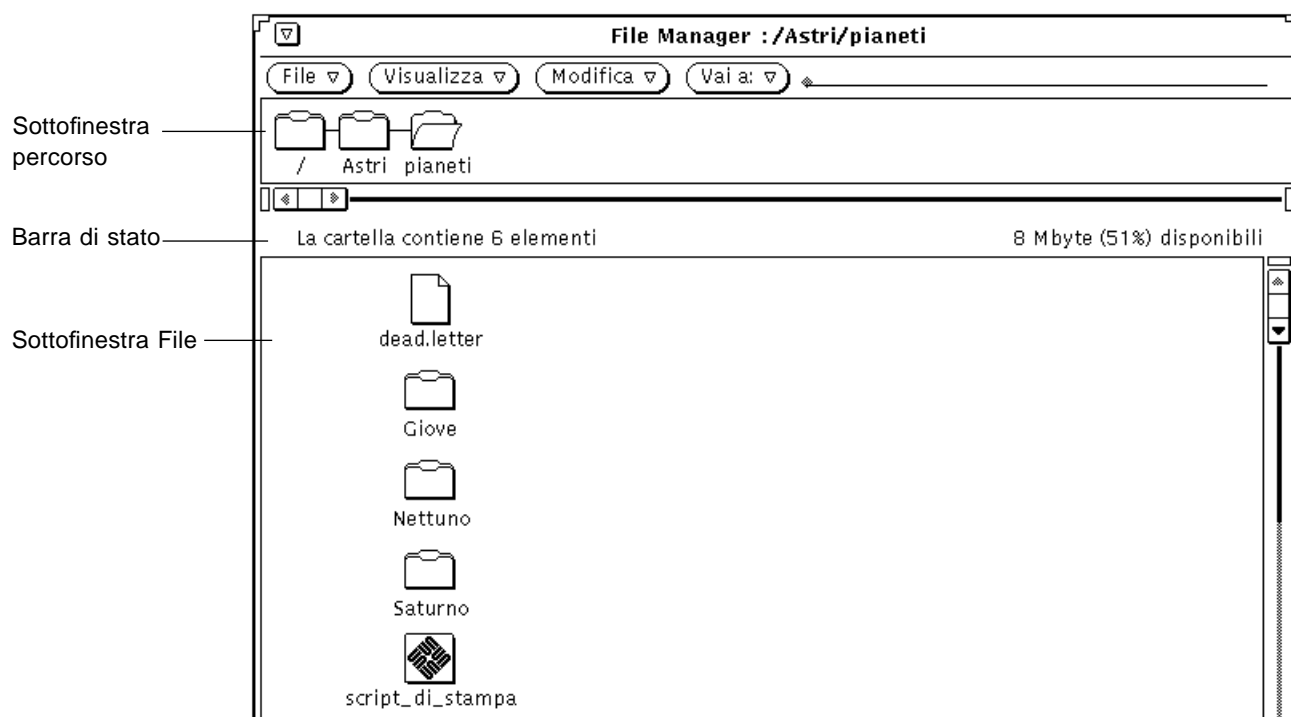 File Manager :/Astri/pianeti
File Visualizza Modifica Vai a:
Sottofinestra
percorso
/ Astri pianeti
Barra di stato
La cartella contiene 6 elementi 8 Mbyte (51%) disponibili
Sottofinestra File
dead.letter
Giove
Nettuno
Saturno
script_di_stampa